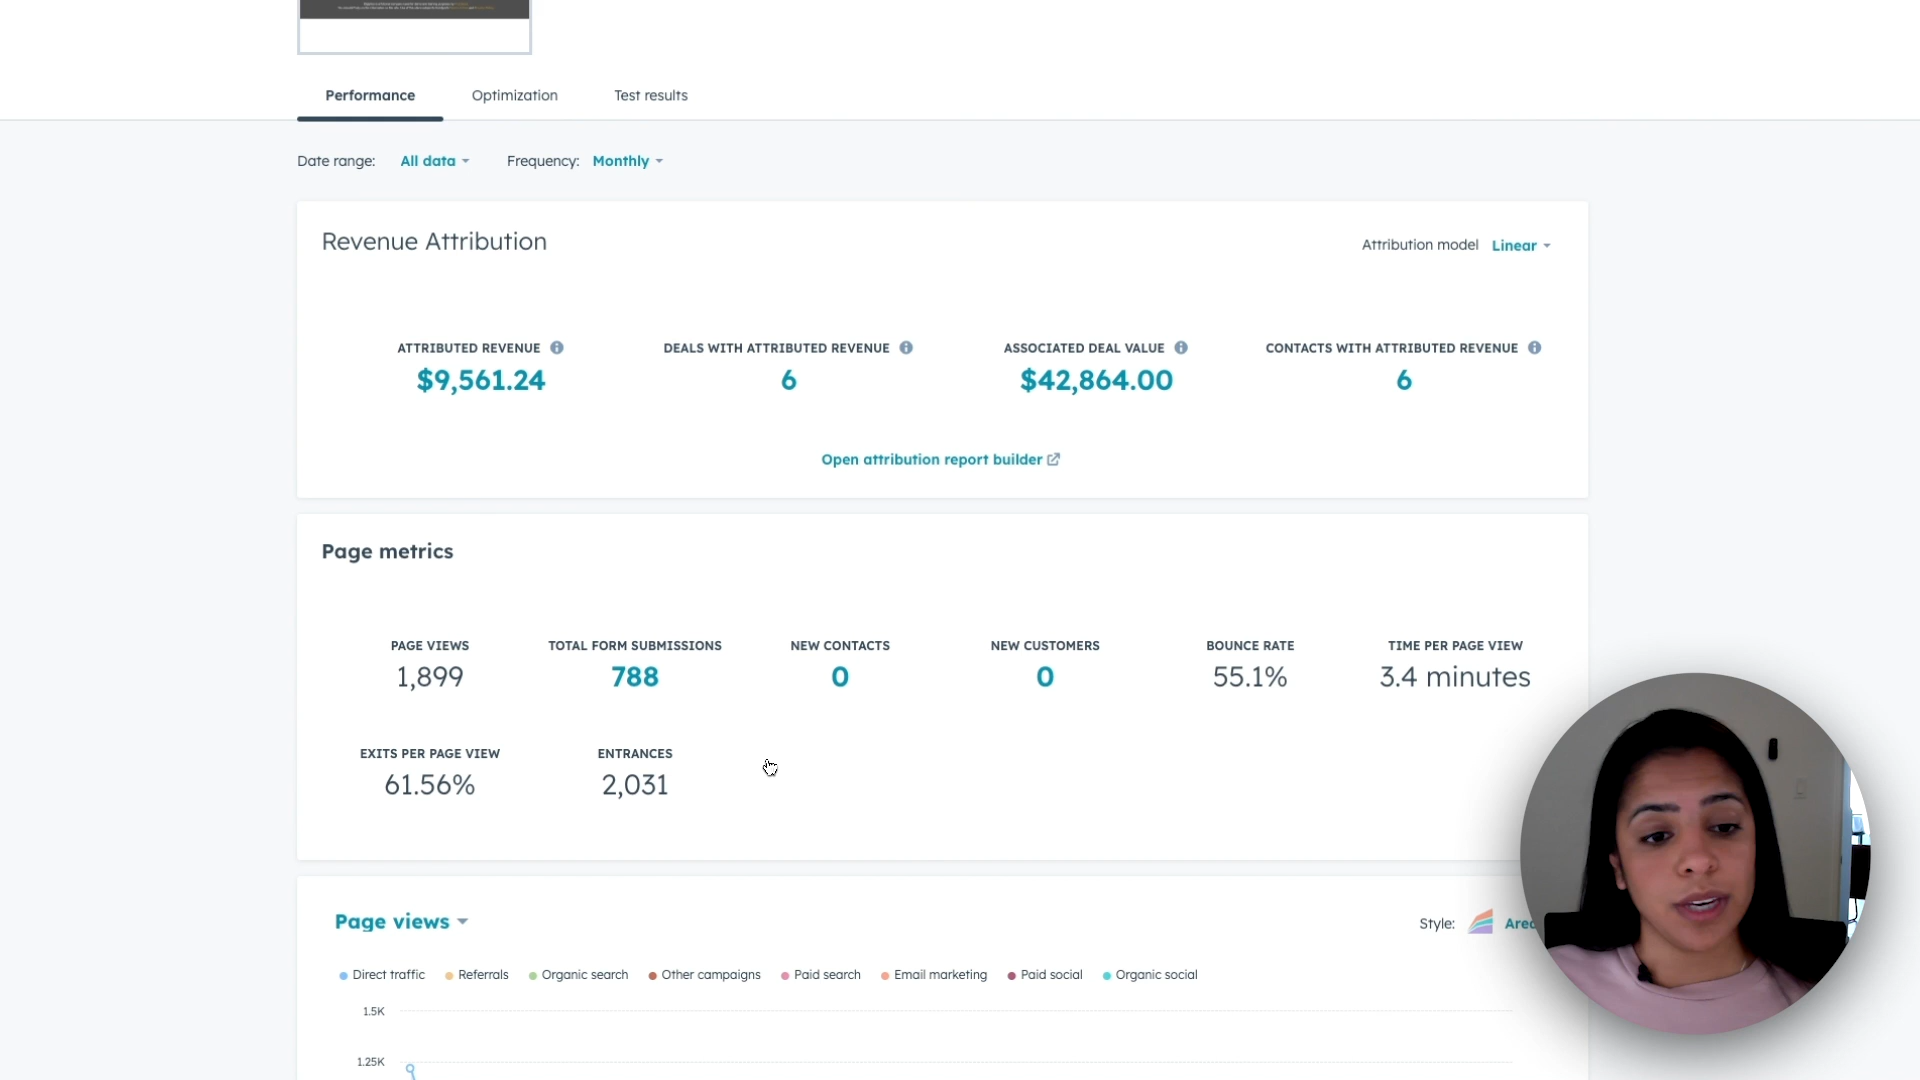 Performance Optimization Test results
Date range: All data Frequency: Monthly
Revenue Attribution
Attribution model Linear
ATTRIBUTED REVENUE DEALS WITH ATTRIBUTED REVENUE ASSOCIATED DEAL VALUE CONTACTS WITH ATTRIBUTED REVENUE
$9,561.24 6 $42,864.00 6
Open attribution report builder
Page metrics
PAGE VIEWS TOTAL FORM SUBMISSIONS NEW CONTACTS NEW CUSTOMERS BOUNCE RATE TIME PER PAGE VIEW
1,899 788 0 0 55.1% 3.4 minutes
EXITS PER PAGE VIEW ENTRANCES
61.56% 2,031
Page views
Style:
Direct traffic Referrals Organic search Other campaigns Paid search Email marketing Paid social Organic social
1.5K
1.25K